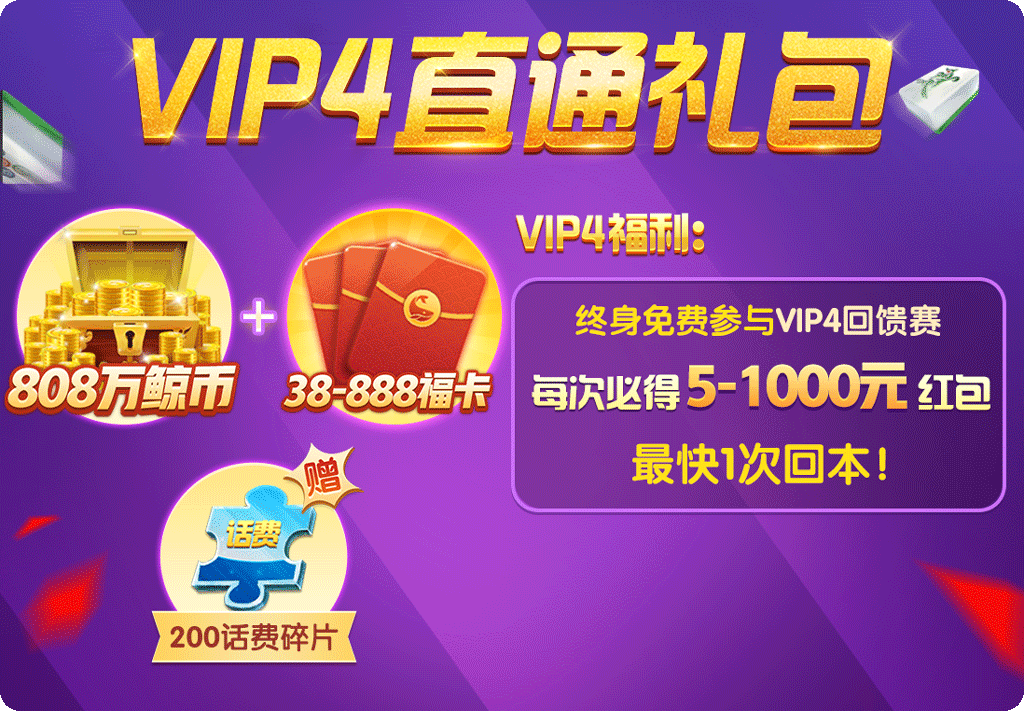 VIP4直通礼包
VIP4福利：
808万鲸币
+
38-888福卡
终身免费参与VIP4回馈赛
每次必得5-1000元红包
最快1次回本！
赠
话费
200话费碎片